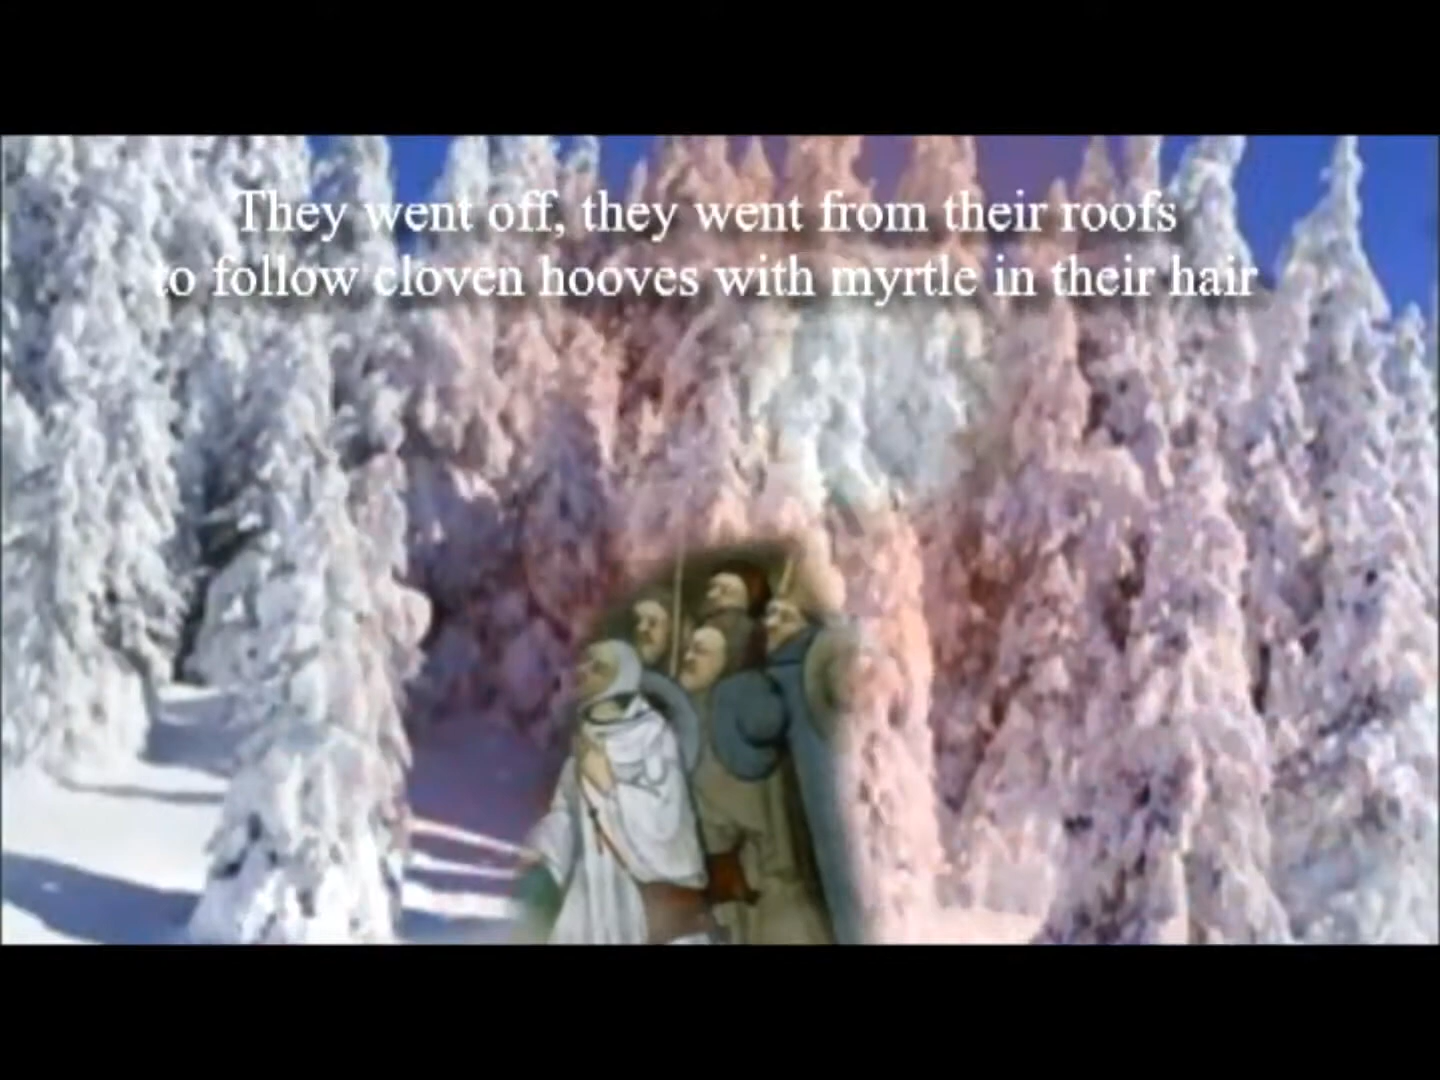 They went off, they went from their roofs
to follow cloven hooves with myrtle in their hair